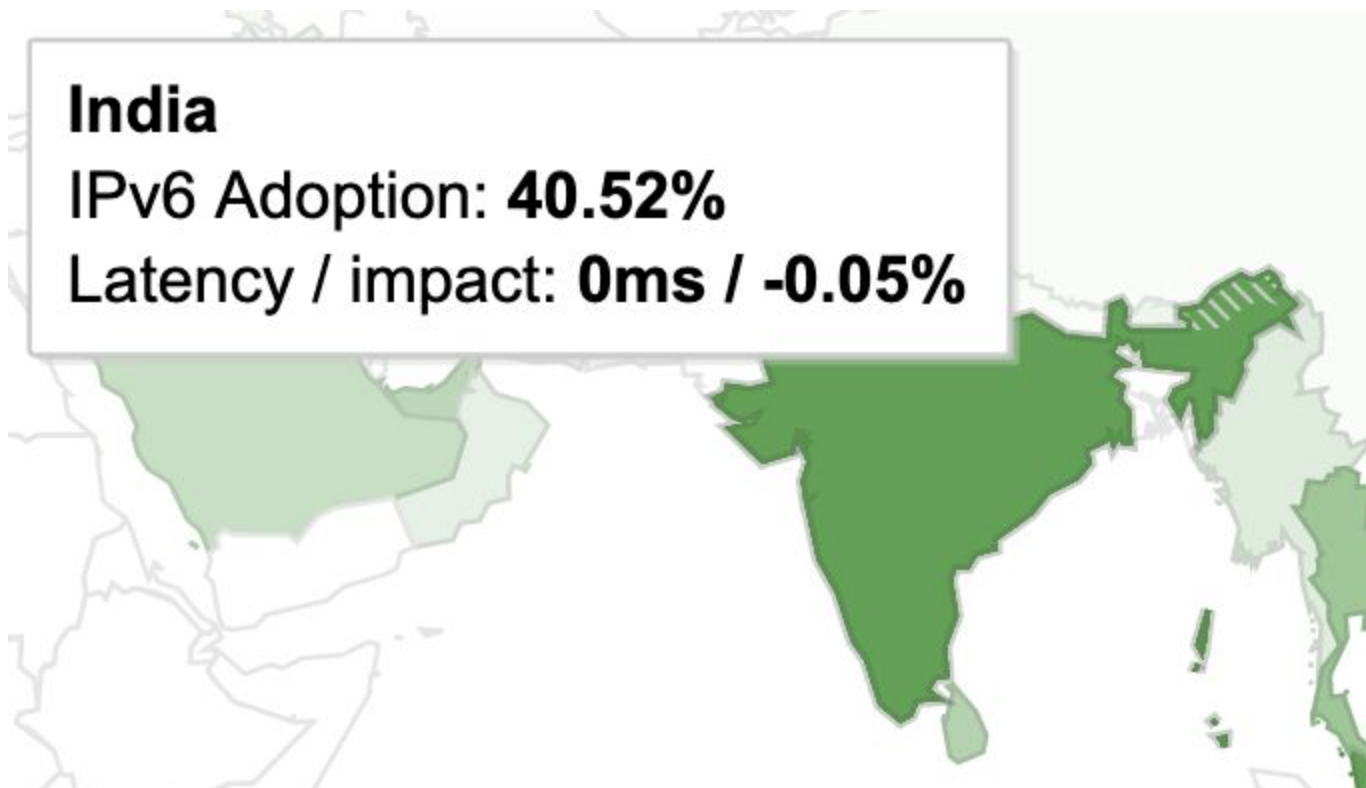 India
IPv6 Adoption: 40.52%
Latency / impact: 0ms / -0.05%